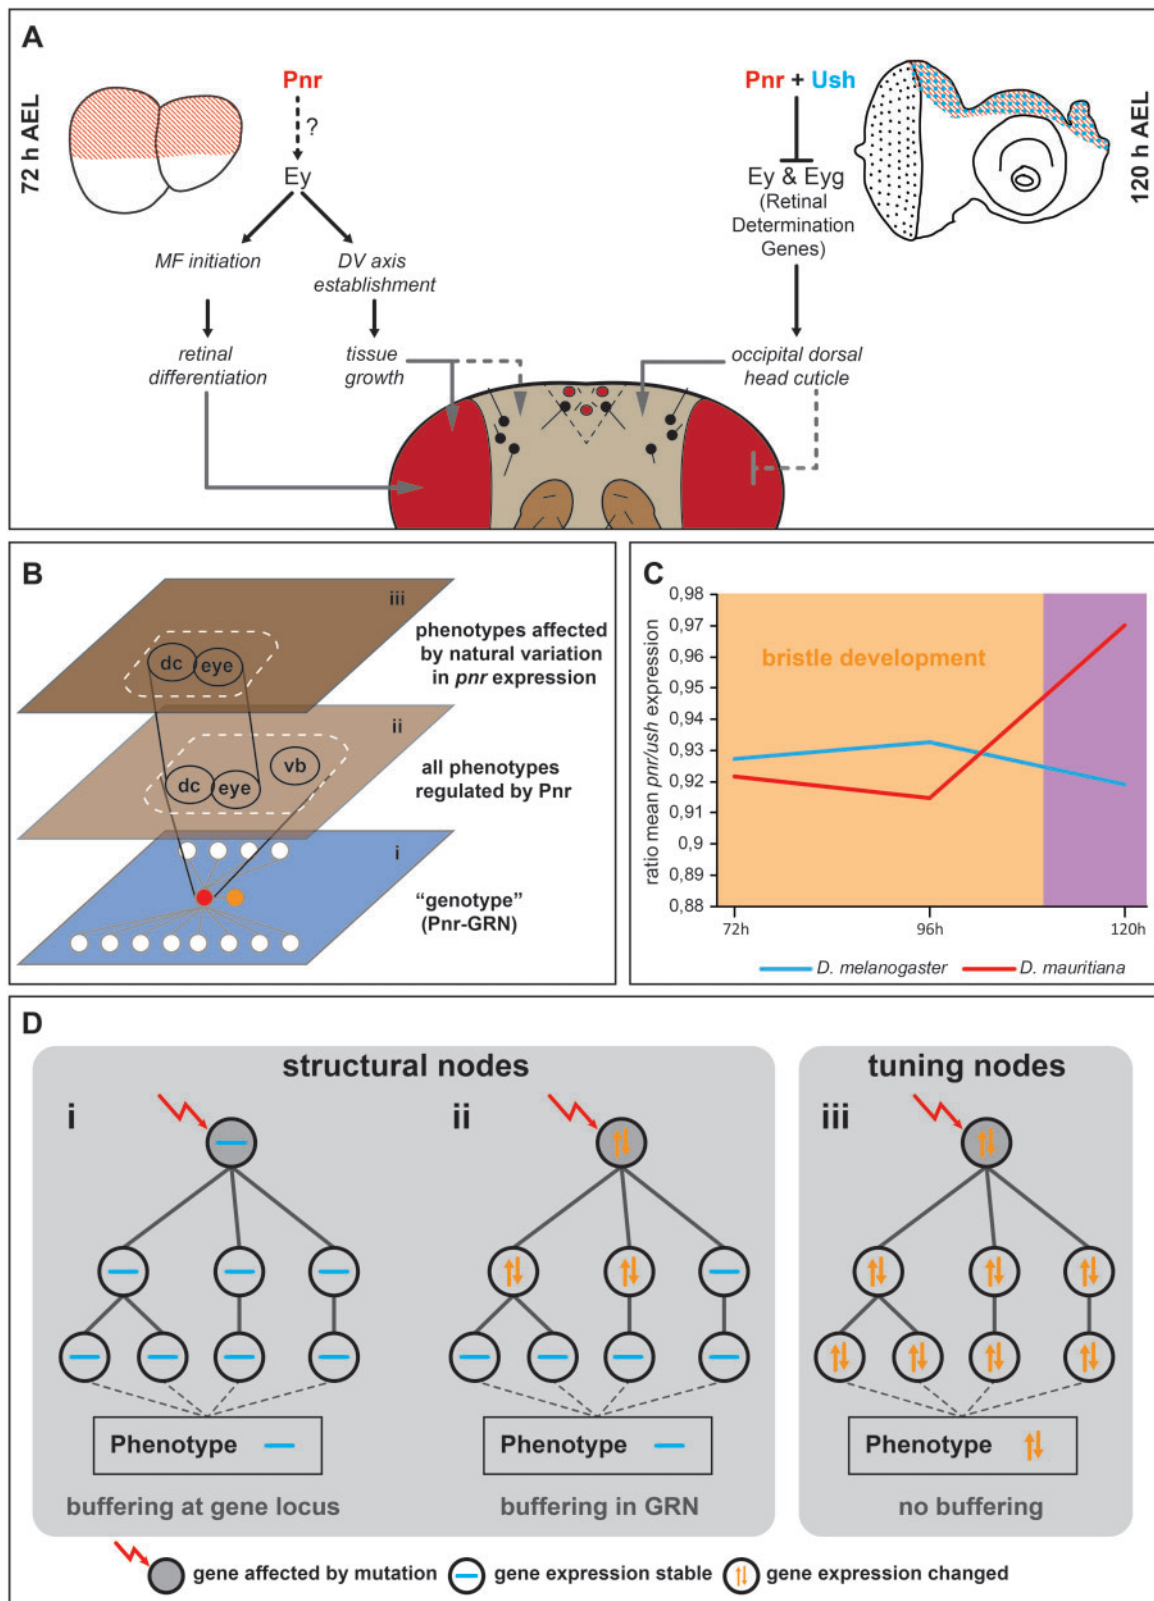 A
72 h AEL
Pnr
?
Ey
MF initiation
DV axis
establishment
retinal
differentiation
tissue
growth
Pnr + Ush
Ey & Eyg
(Retinal
Determination
Genes)
occipital dorsal
head cuticle
120 h AEL
B
iii
dc
eye
phenotypes affected
by natural variation
in pnr expression
ii
dc
eye
vb
all phenotypes
regulated by Pnr
i
“genotype”
(Pnr-GRN)
C
ratio mean pnr/ush expression
0,98
0,97
0,96
0,95
0,94
0,93
0,92
0,91
0,9
0,89
0,88
bristle development
72h
96h
120h
D. melanogaster
D. mauritiana
D
structural nodes
tuning nodes
i
ii
iii
Phenotype
Phenotype
Phenotype
buffering at gene locus
buffering in GRN
no buffering
gene affected by mutation
gene expression stable
gene expression changed